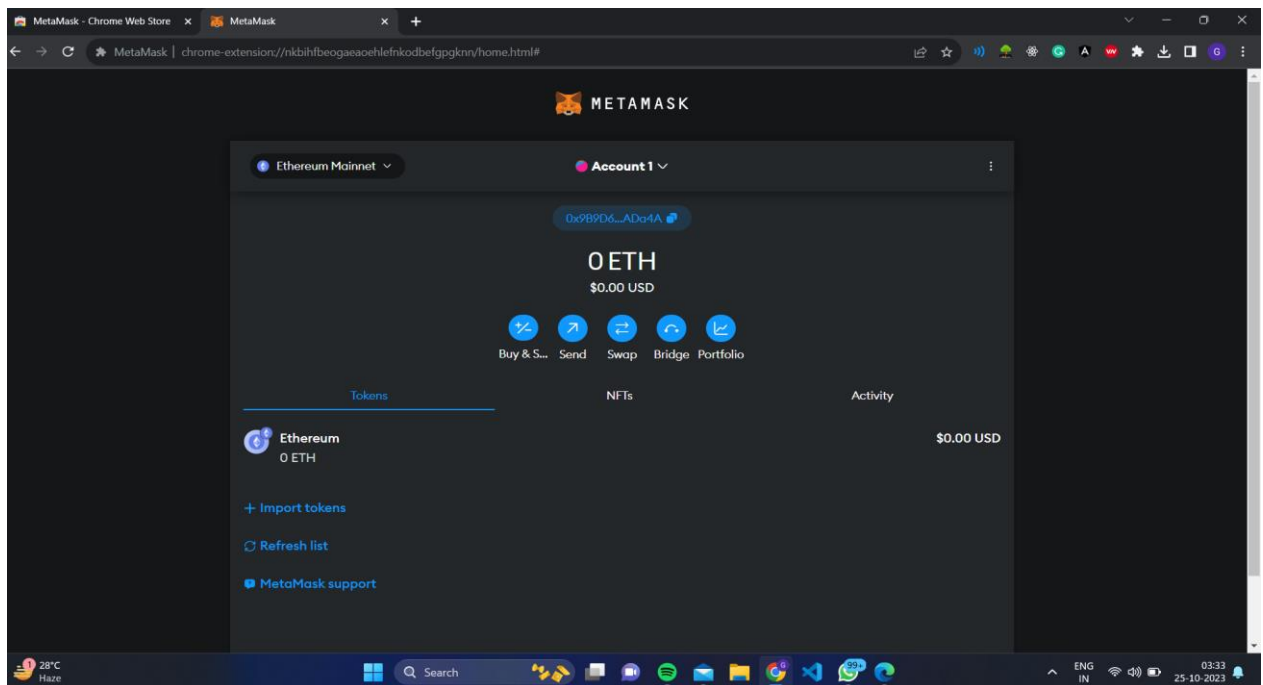 MetaMask - Chrome Web Store
MetaMask
MetaMask | chrome-extension://nkbihfbeogaeaoehlefnkodbefgpgknn/home.html#
METAMASK
Ethereum Mainnet
Account 1
0x9B9D6...ADa4A
0 ETH
$0.00 USD
Buy & S... Send Swap Bridge Portfolio
Tokens NFTs Activity
Ethereum $0.00 USD
0 ETH
+ Import tokens
Refresh list
MetaMask support
1
28°C
Haze
Search
99+
ENG
IN
03:33
25-10-2023